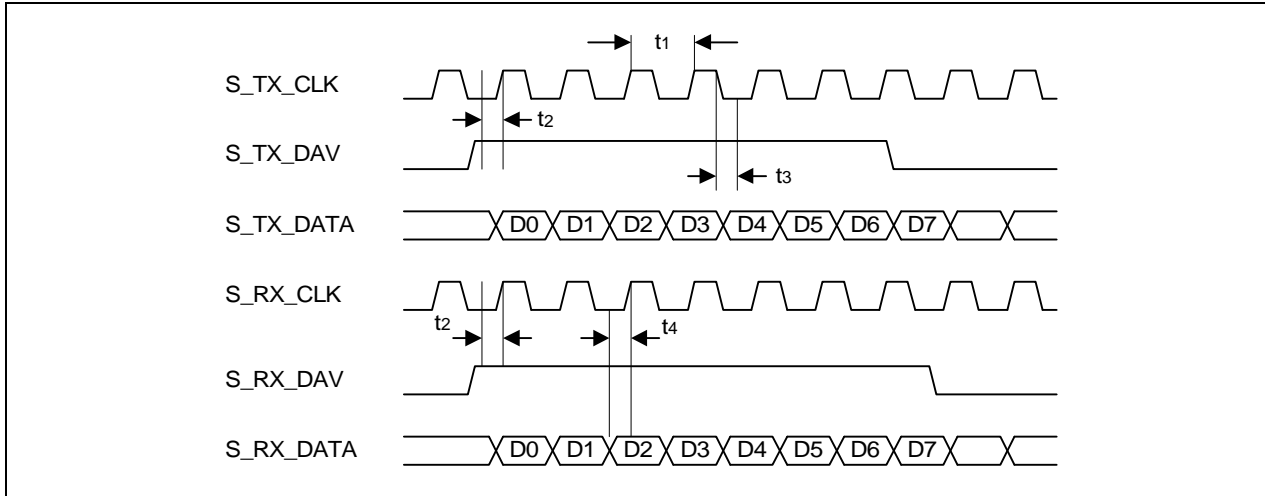 t1
S_TX_CLK
t2
S_TX_DAV
t3
S_TX_DATA D0 D1 D2 D3 D4 D5 D6 D7
S_RX_CLK
t2 t4
S_RX_DAV
S_RX_DATA D0 D1 D2 D3 D4 D5 D6 D7